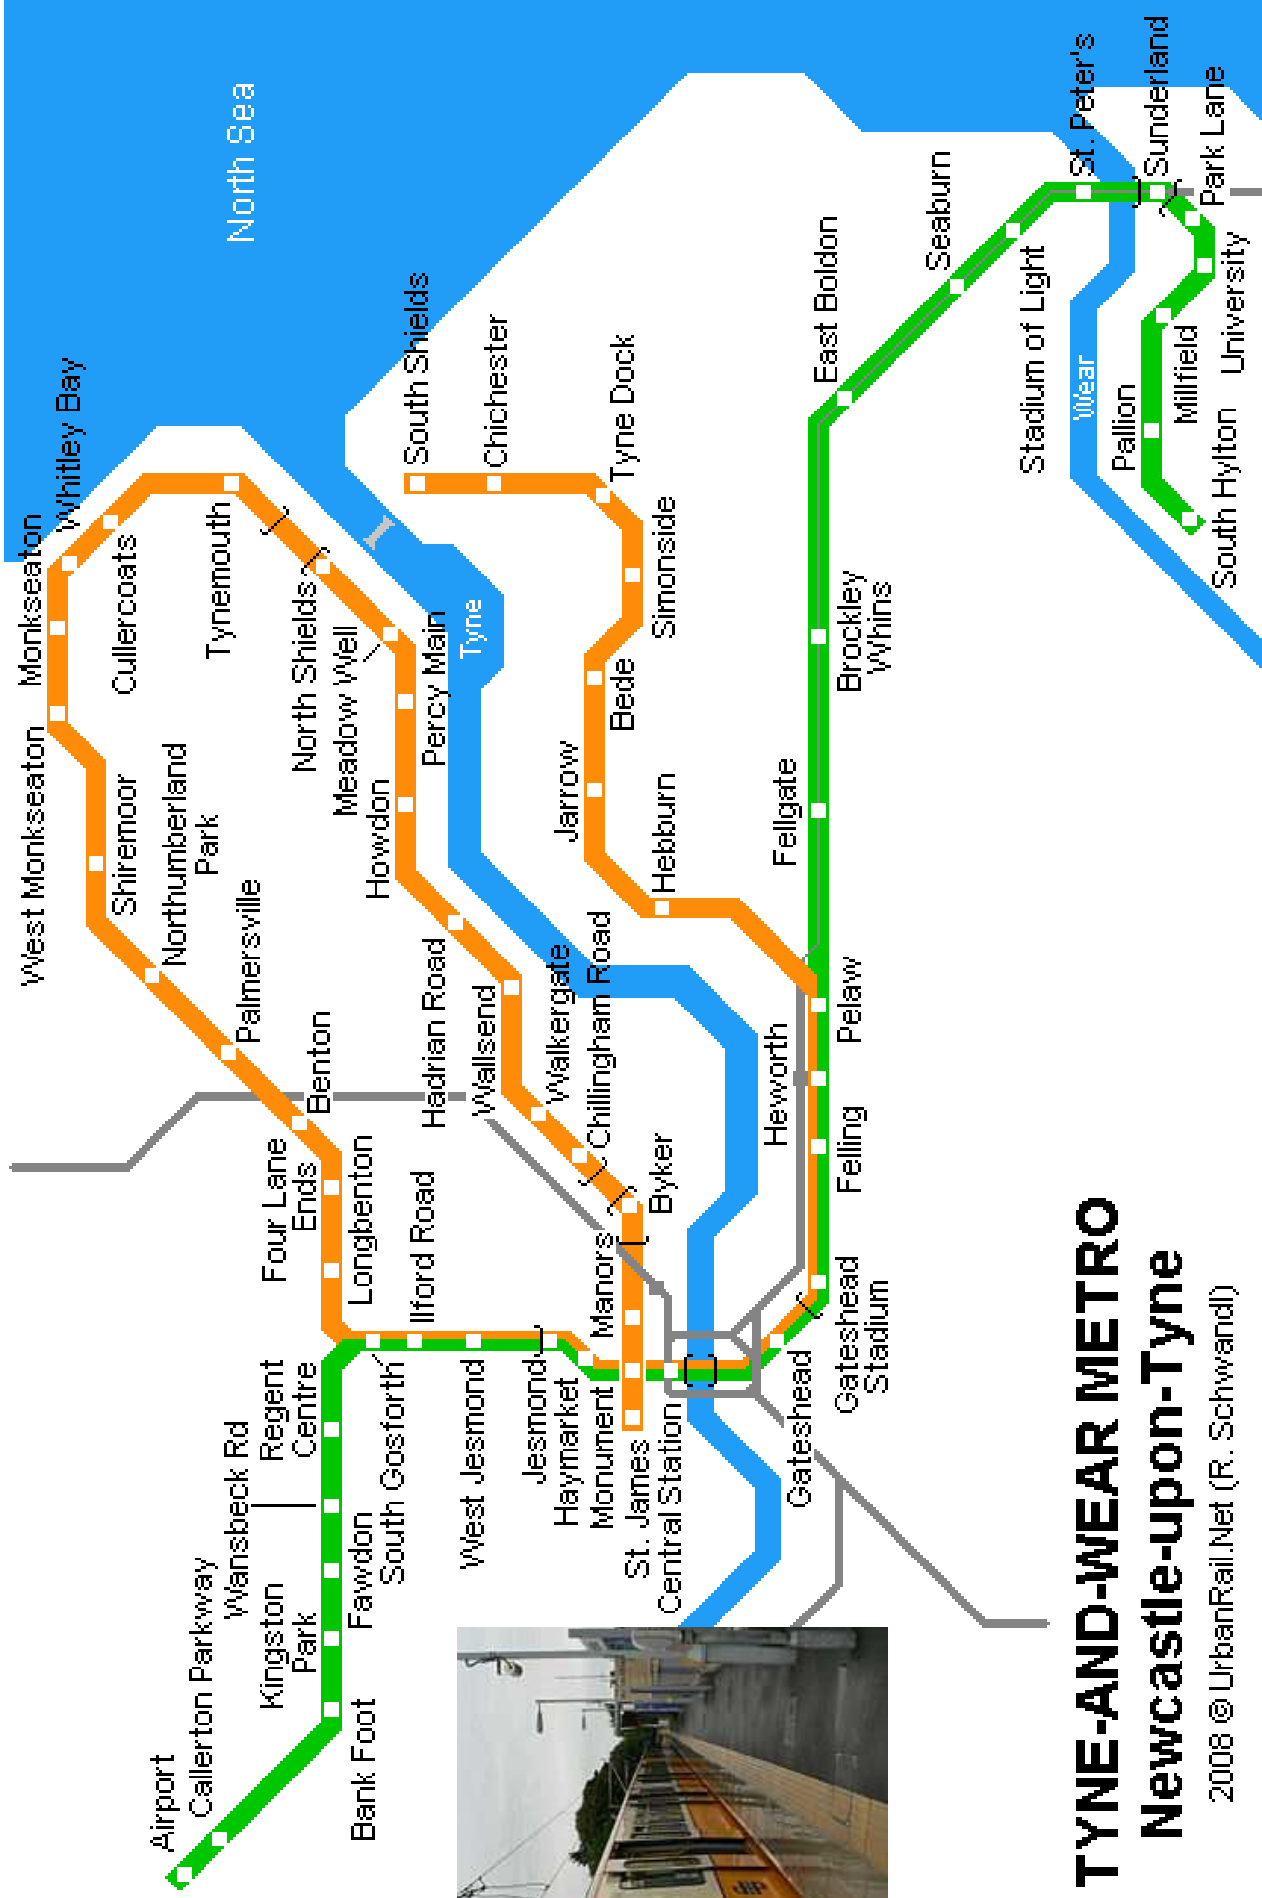 North Sea
Monkseaton
Whitley Bay
West Monkseaton
Cullercoats
Shiremoor
Tynemouth
Northumberland
Park
North Shields
Meadow Well
Palmersville
Howdon
Percy Main
Tyne
South Shields
Chichester
Tyne Dock
Simonside
Bede
Jarrow
Hebburn
Benton
Hadrian Road
Wallsend
Walkergate
Chillingham Road
Byker
Manors
Four Lane
Ends
Longbenton
Ilford Road
South Gosforth
West Jesmond
Jesmond
Haymarket
Monument
St. James
Central Station
Regent
Centre
Wansbeck Rd
Fawdon
Kingston
Park
Bank Foot
Callerton Parkway
Airport
Gateshead
Gateshead
Stadium
Felling
Heworth
Pelaw
Fellgate
Brockley
Whins
East Boldon
Seaburn
Stadium of Light
St. Peter's
Sunderland
Park Lane
University
Millfield
Pallion
South Hylton
Wear
TYNE-AND-WEAR METRO
Newcastle-upon-Tyne
2008 © UrbanRail.Net (R. Schwandl)